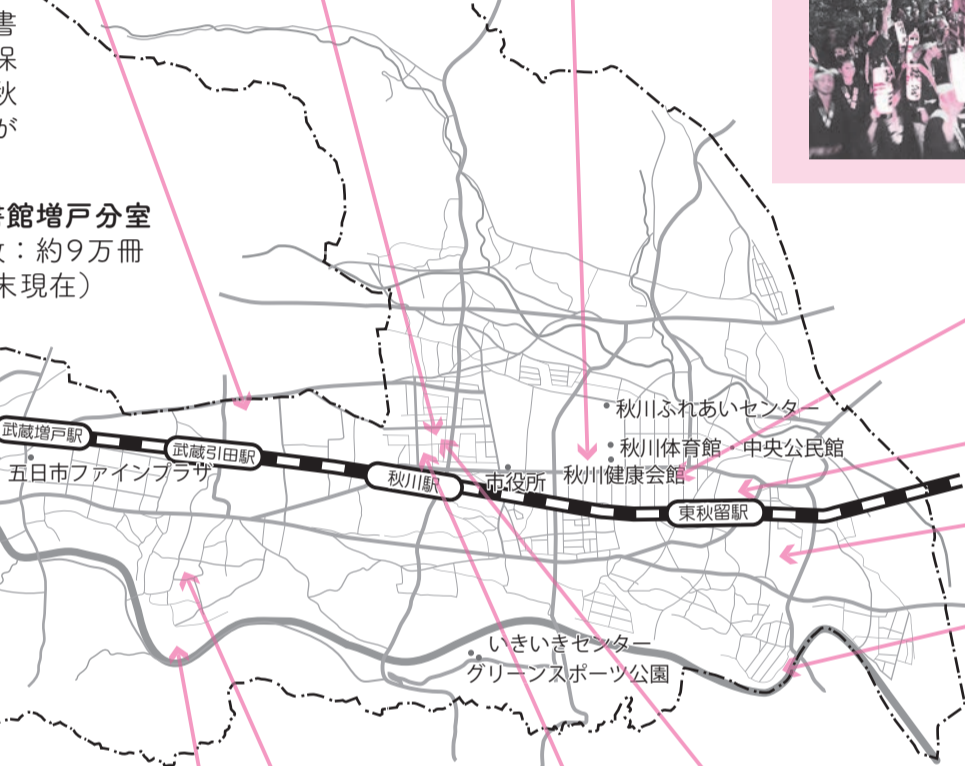 書
保
秋
が
館増戸分室
：約9万冊
末現在）
武蔵増戸駅
五日市ファインプラザ
武蔵引田駅
秋川駅
市役所
秋川ふれあいセンター
秋川体育館・中央公民館
秋川健康会館
東秋留駅
いきいきセンター
グリーンスポーツ公園